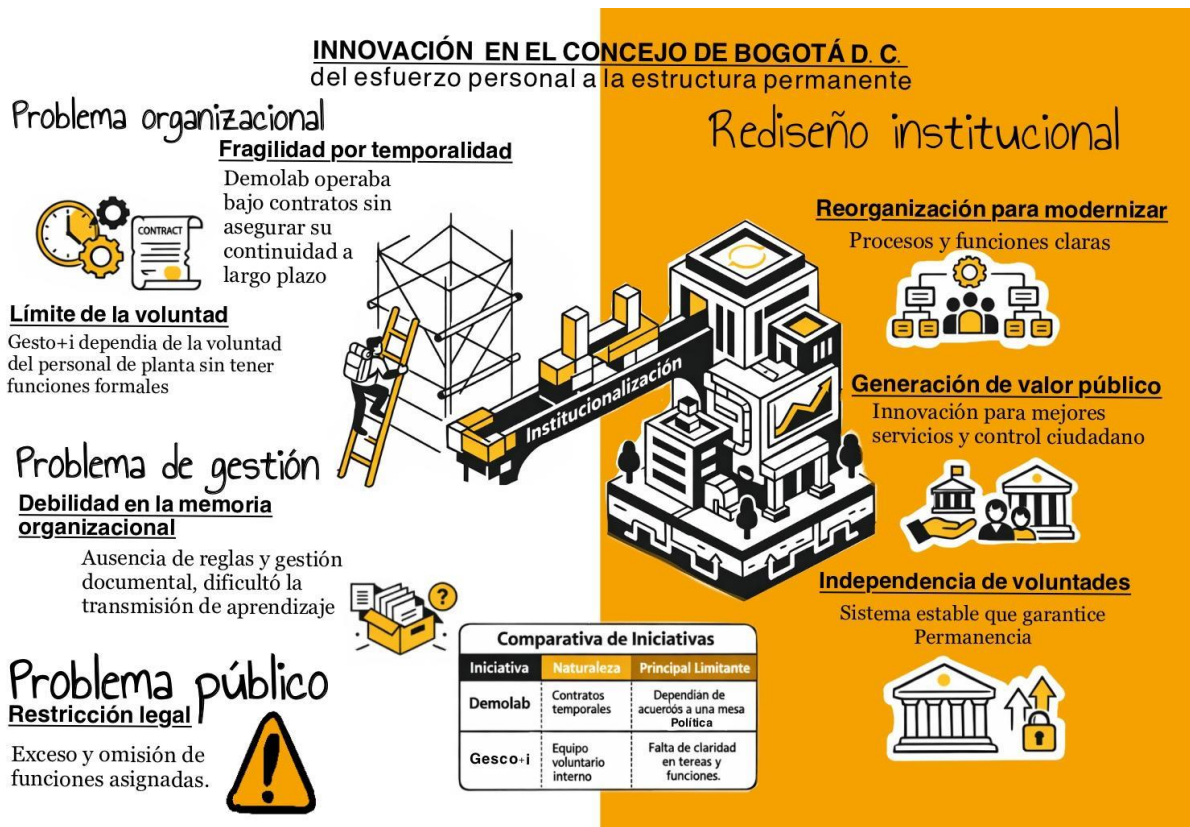 INNOVACIÓN EN EL CONCEJO DE BOGOTÁ D. C.
del esfuerzo personal a la estructura permanente
Problema organizacional
Fragilidad por temporalidad
Demolab operaba
bajo contratos sin
asegurar su
continuidad a
largo plazo
CONTRACT
Límite de la voluntad
Gesto+i dependia de la voluntad
del personal de planta sin tener
funciones formales
Problema de gestión
Debilidad en la memoria
organizacional
Ausencia de reglas y gestión
documental, dificultó la
transmisión de aprendizaje
?
Problema público
Restricción legal
Exceso y omisión de
funciones asignadas.
!
Institucionalización
Comparativa de Iniciativas
Iniciativa Naturaleza Principal Limitante
Demolab
Contratos
temporales
Dependían de
acuerdos a una mesa
Política
Gesco+i
Equipo
voluntario
interno
Falta de claridad
en tereas y
funciones.
Rediseño institucional
Reorganización para modernizar
Procesos y funciones claras
Generación de valor público
Innovación para mejores
servicios y control ciudadano
Independencia de voluntades
Sistema estable que garantice
Permanencia